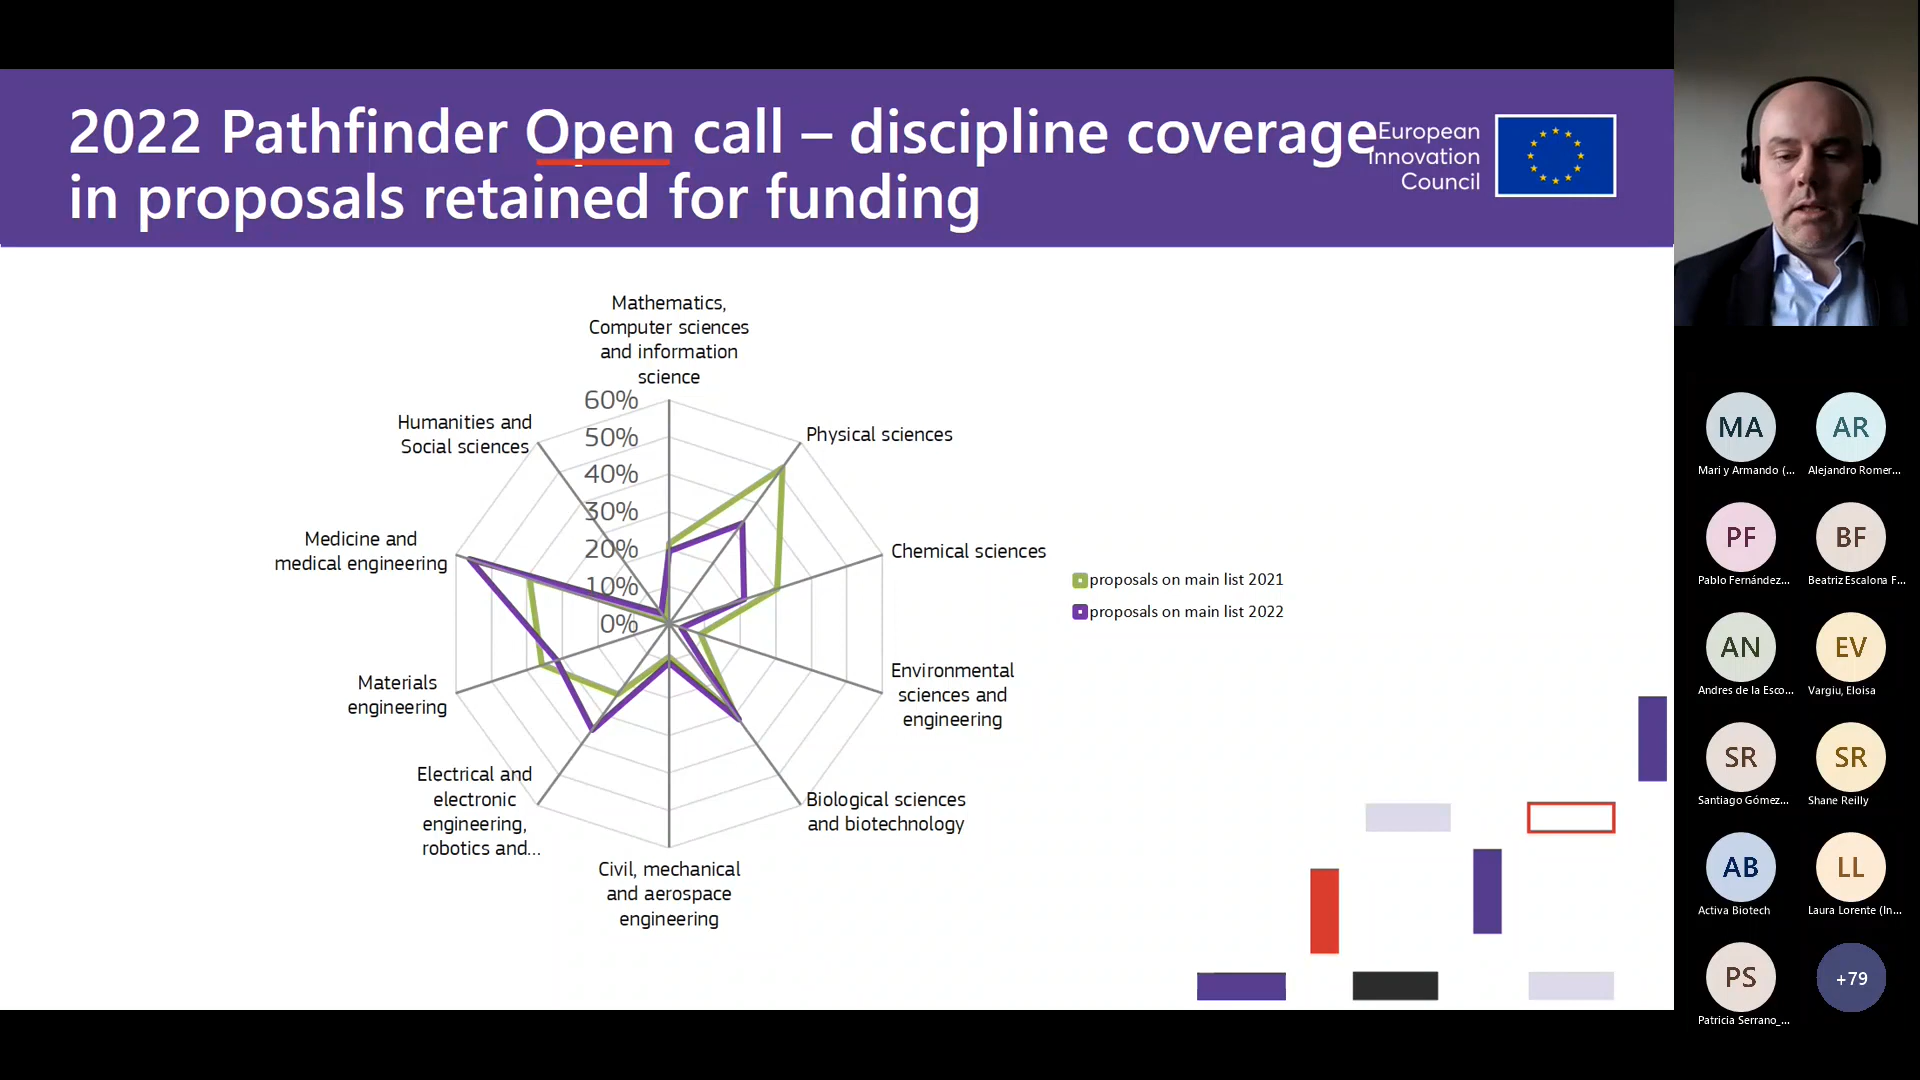 2022 Pathfinder Open call – discipline coverage
in proposals retained for funding
European
Innovation
Council
Mathematics,
Computer sciences
and information
science
60%
50%
40%
30%
20%
10%
0%
Physical sciences
Chemical sciences
Environmental
sciences and
engineering
Biological sciences
and biotechnology
Civil, mechanical
and aerospace
engineering
Electrical and
electronic
engineering,
robotics and...
Materials
engineering
Medicine and
medical engineering
Humanities and
Social sciences
proposals on main list 2021
proposals on main list 2022
MA
Mari y Armando (...
AR
Alejandro Romer...
PF
Pablo Fernández...
BF
Beatriz Escalona F...
AN
Andres de la Esco...
EV
Vargiu, Eloisa
SR
Santiago Gómez...
SR
Shane Reilly
AB
Activa Biotech
LL
Laura Lorente (In...
PS
Patricia Serrano_...
+79